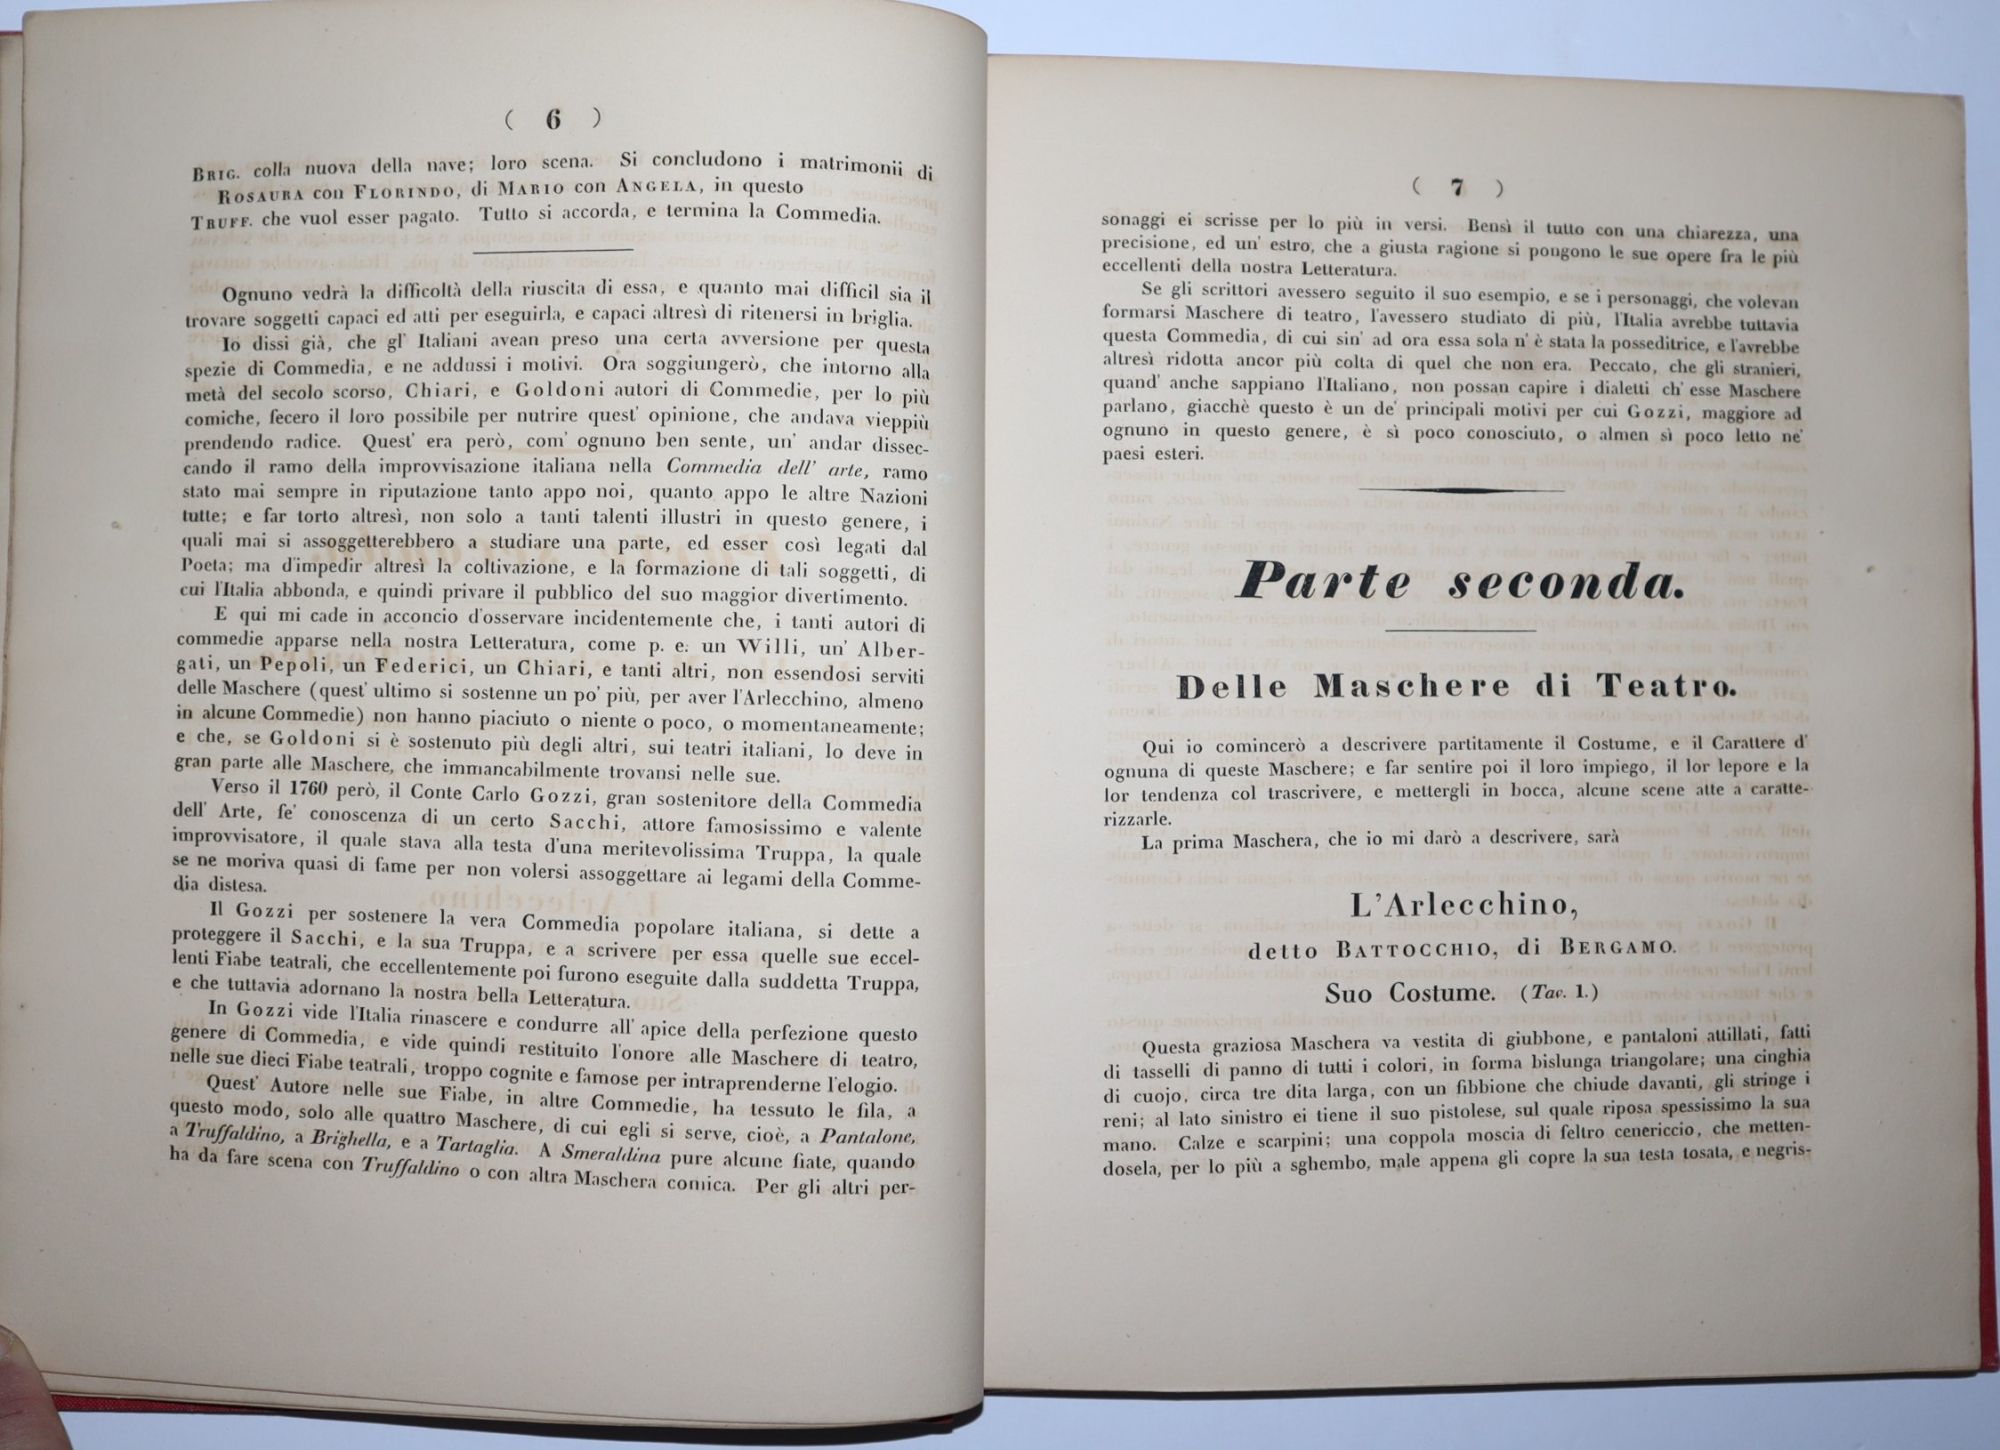 ( 6 )
BRIG. colla nuova della nave; loro scena. Si concludono i matrimonii di
ROSAURA con FLORINDO, di MARIO con ANGELA, in questo
TRUFF. che vuol esser pagato. Tutto si accorda, e termina la Commedia.
Ognuno vedrà la difficoltà della riuscita di essa, e quanto mai difficil sia il
trovare soggetti capaci ed atti per eseguirla, e capaci altresì di ritenersi in briglia.
Io dissi già, che gl' Italiani avean preso una certa avversione per questa
spezie di Commedia, e ne addussi i motivi. Ora soggiungerò, che intorno alla
metà del secolo scorso, Chiari, e Goldoni autori di Commedie, per lo più
comiche, fecero il loro possibile per nutrire quest' opinione, che andava vieppiù
prendendo radice. Quest' era però, com' ognuno ben sente, un' andar dissec-
cando il ramo della improvvisazione italiana nella Commedia dell' arte, ramo
stato mai sempre in riputazione tanto appo noi, quanto appo le altre Nazioni
tutte; e far torto altresì, non solo a tanti talenti illustri in questo genere, i
quali mai si assoggetterebbero a studiare una parte, ed esser così legati dal
Poeta; ma d'impedir altresì la coltivazione, e la formazione di tali soggetti, di
cui l'Italia abbonda, e quindi privare il pubblico del suo maggior divertimento.
E qui mi cade in acconcio d'osservare incidentemente che, i tanti autori di
commedie apparse nella nostra Letteratura, come p. e. un Willi, un' Alber-
gati, un Pepoli, un Federici, un Chiari, e tanti altri, non essendosi serviti
delle Maschere (quest' ultimo si sostenne un po' più, per aver l'Arlecchino, almeno
in alcune Commedie) non hanno piaciuto o niente o poco, o momentaneamente;
e che, se Goldoni si è sostenuto più degli altri, sui teatri italiani, lo deve in
gran parte alle Maschere, che immancabilmente trovansi nelle sue.
Verso il 1760 però, il Conte Carlo Gozzi, gran sostenitore della Commedia
dell' Arte, fe' conoscenza di un certo Sacchi, attore famosissimo e valente
improvvisatore, il quale stava alla testa d'una meritevolissima Truppa, la quale
se ne moriva quasi di fame per non volersi assoggettare ai legami della Comme-
dia distesa.
Il Gozzi per sostenere la vera Commedia popolare italiana, si dette a
proteggere il Sacchi, e la sua Truppa, e a scrivere per essa quelle sue eccel-
lenti Fiabe teatrali, che eccellentemente poi furono eseguite dalla suddetta Truppa,
e che tuttavia adornano la nostra bella Letteratura.
In Gozzi vide l'Italia rinascere e condurre all' apice della perfezione questo
genere di Commedia, e vide quindi restituito l'onore alle Maschere di teatro,
nelle sue dieci Fiabe teatrali, troppo cognite e famose per intraprenderne l'elogio.
Quest' Autore nelle sue Fiabe, in altre Commedie, ha tessuto le fila, a
questo modo, solo alle quattro Maschere, di cui egli si serve, cioè, a Pantalone,
a Truffaldino, a Brighella, e a Tartaglia. A Smeraldina pure alcune fiate, quando
ha da fare scena con Truffaldino o con altra Maschera comica. Per gli altri per-
( 7 )
sonaggi ei scrisse per lo più in versi. Bensì il tutto con una chiarezza, una
precisione, ed un' estro, che a giusta ragione si pongono le sue opere fra le più
eccellenti della nostra Letteratura.
Se gli scrittori avessero seguito il suo esempio, e se i personaggi, che volevan
formarsi Maschere di teatro, l'avessero studiato di più, l'Italia avrebbe tuttavia
questa Commedia, di cui sin' ad ora essa sola n' è stata la posseditrice, e l'avrebbe
altresì ridotta ancor più colta di quel che non era. Peccato, che gli stranieri,
quand' anche sappiano l'Italiano, non possan capire i dialetti ch' esse Maschere
parlano, giacchè questo è un de' principali motivi per cui Gozzi, maggiore ad
ognuno in questo genere, è sì poco conosciuto, o almen sì poco letto ne'
paesi esteri.
Parte seconda.
Delle Maschere di Teatro.
Qui io comincerò a descrivere partitamente il Costume, e il Carattere d'
ognuna di queste Maschere; e far sentire poi il loro impiego, il lor lepore e la
lor tendenza col trascrivere, e mettergli in bocca, alcune scene atte a caratte-
rizzarle.
La prima Maschera, che io mi darò a descrivere, sarà
L'Arlecchino,
detto BATTOCCHIO, di BERGAMO.
Suo Costume. (Tav. 1.)
Questa graziosa Maschera va vestita di giubbone, e pantaloni attillati, fatti
di tasselli di panno di tutti i colori, in forma bislunga triangolare; una cinghia
di cuojo, circa tre dita larga, con un fibbione che chiude davanti, gli stringe i
reni; al lato sinistro ei tiene il suo pistolese, sul quale riposa spessissimo la sua
mano. Calze e scarpini; una coppola moscia di feltro cenericcio, che metten-
dosela, per lo più a sghembo, male appena gli copre la sua testa tosata, e negris-